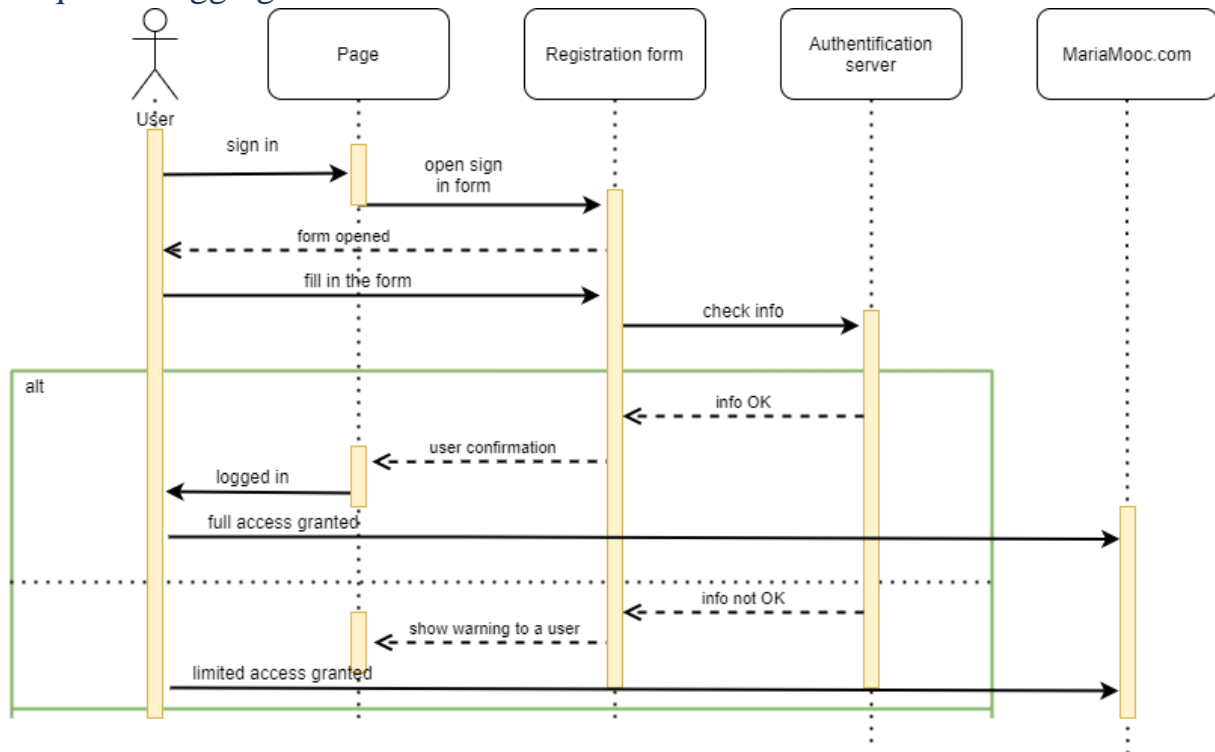 Page
Registration form
Authentification
server
MariaMooc.com
User
sign in
open sign
in form
form opened
fill in the form
check info
alt
info OK
user confirmation
logged in
full access granted
info not OK
show warning to a user
limited access granted